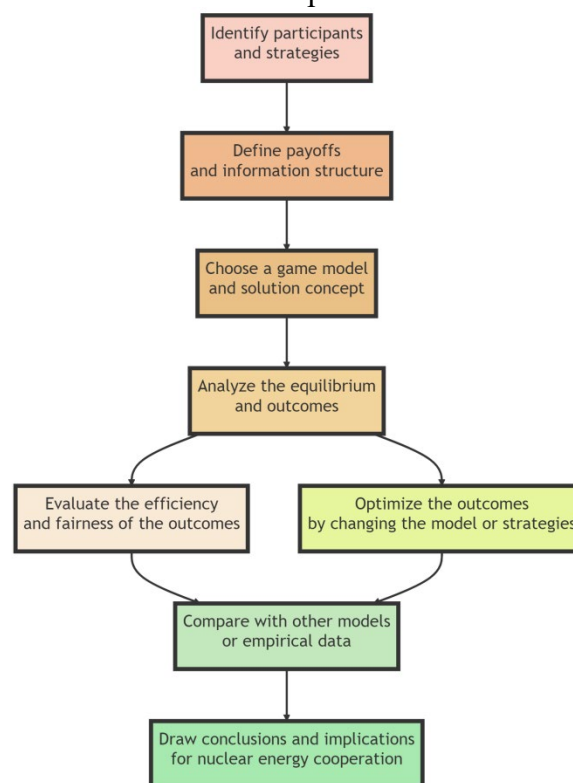 Identify participants
and strategies
Define payoffs
and information structure
Choose a game model
and solution concept
Analyze the equilibrium
and outcomes
Evaluate the efficiency
and fairness of the outcomes
Optimize the outcomes
by changing the model or strategies
Compare with other models
or empirical data
Draw conclusions and implications
for nuclear energy cooperation